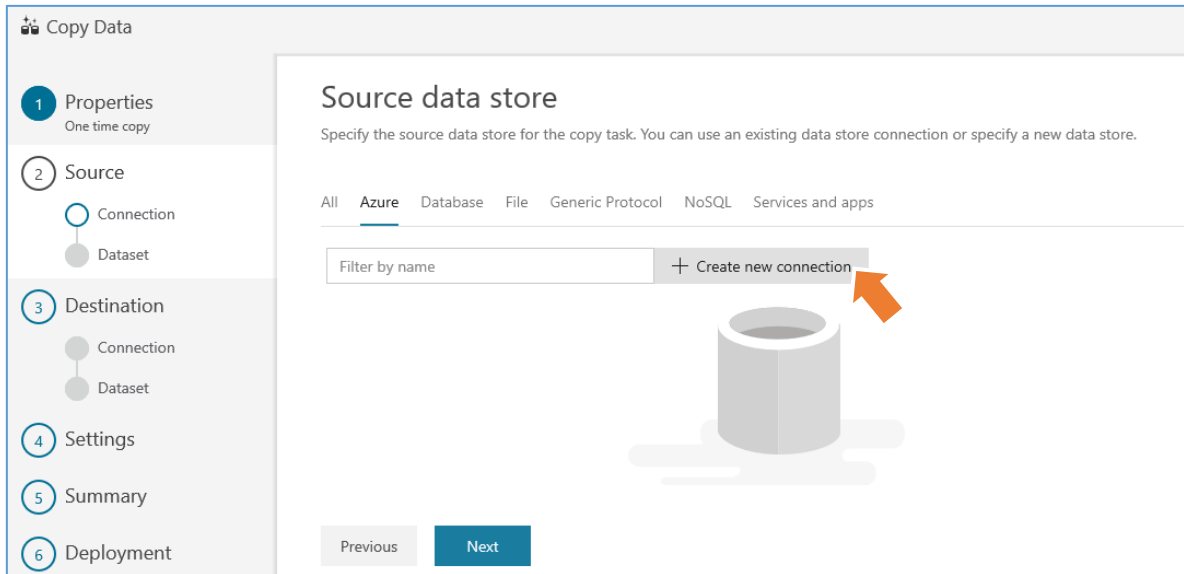 Copy Data
1
Properties
One time copy
2
Source
Connection
Dataset
3
Destination
Connection
Dataset
4
Settings
5
Summary
6
Deployment
Source data store
Specify the source data store for the copy task. You can use an existing data store connection or specify a new data store.
All Azure Database File Generic Protocol NoSQL Services and apps
Filter by name
+ Create new connection
Previous Next